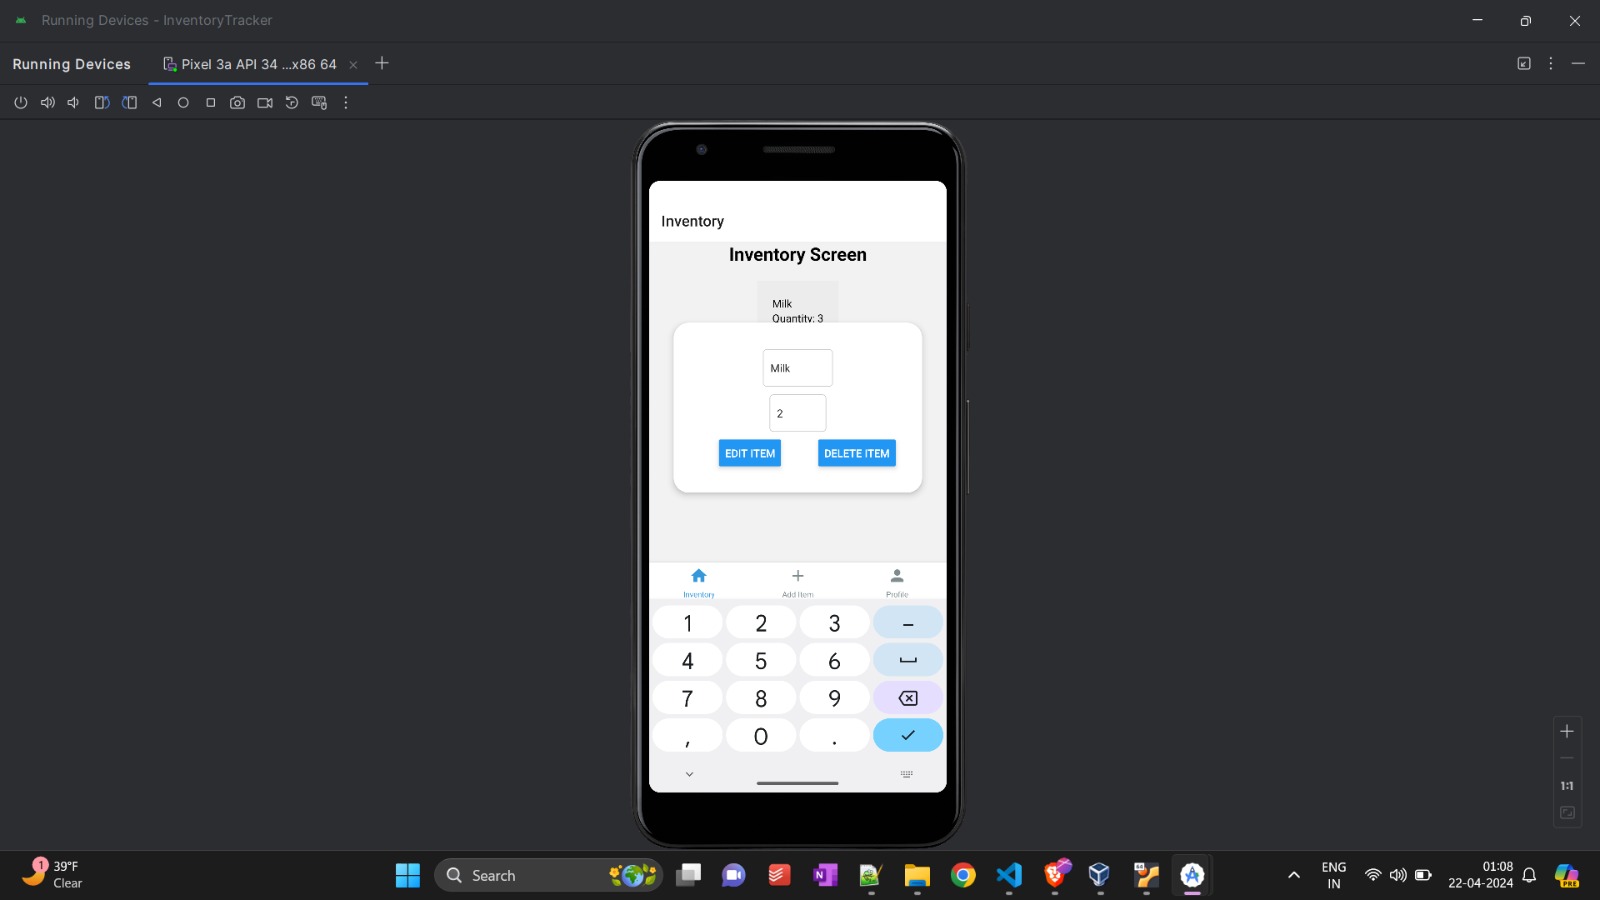 Running Devices - InventoryTracker
Running Devices
Pixel 3a API 34 ...x86 64
Inventory
Inventory Screen
Milk
Quantity: 3
Milk
2
EDIT ITEM
DELETE ITEM
Inventory
Add Item
Profile
1 2 3 –
4 5 6
7 8 9
, 0 .
1:1
1
39°F
Clear
Search
ENG
IN
01:08
22-04-2024
PRE